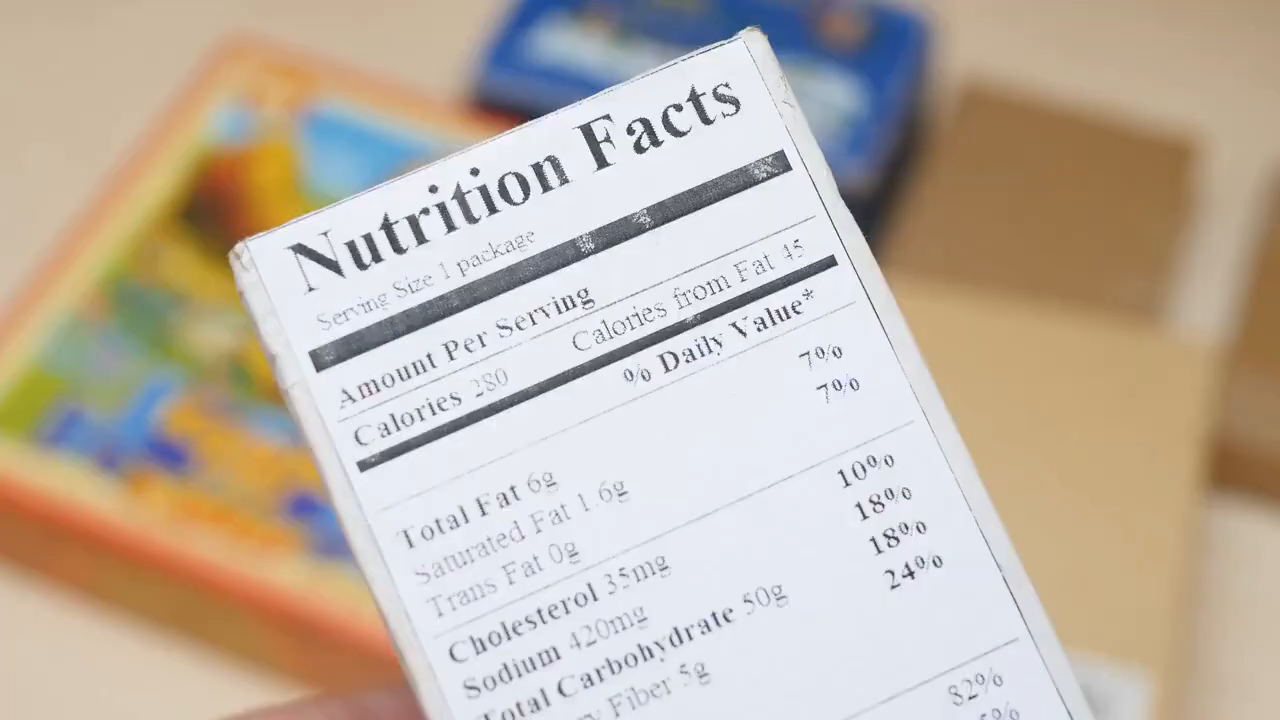 Nutrition Facts
Serving Size 1 package
Amount Per Serving
Calories 280 Calories from Fat 45
% Daily Value*
Total Fat 6g 7%
Saturated Fat 1.6g 7%
Trans Fat 0g
Cholesterol 35mg 10%
Sodium 420mg 18%
Total Carbohydrate 50g 18%
Fiber 5g 24%
82%